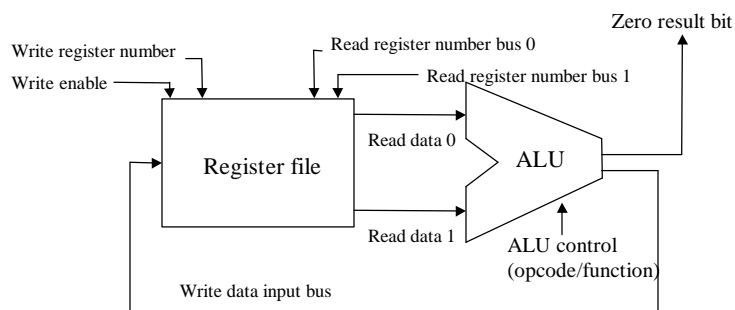 Zero result bit
Write register number
Read register number bus 0
Write enable
Read register number bus 1
Read data 0
Register file
ALU
Read data 1
ALU control
(opcode/function)
Write data input bus